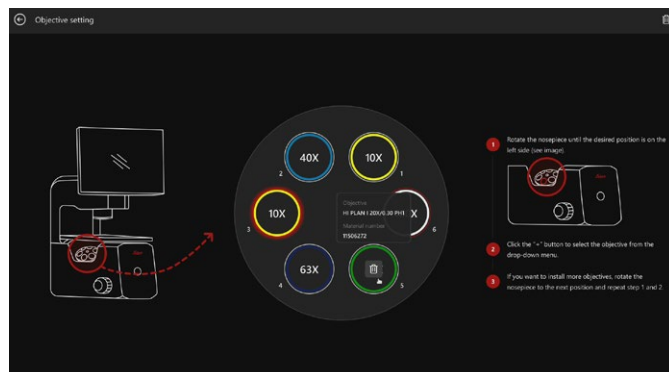 Objective setting
40X
10X
2
1
Objective
HI PLAN I 20X/0.30 PH1
Material number
11506272
10X
X
3
6
63X
4
5
1
Rotate the nosepiece until the desired position is on the
left side (see image).
2
Click the "+" button to select the objective from the
drop-down menu.
3
If you want to install more objectives, rotate the
nosepiece to the next position and repeat step 1 and 2.